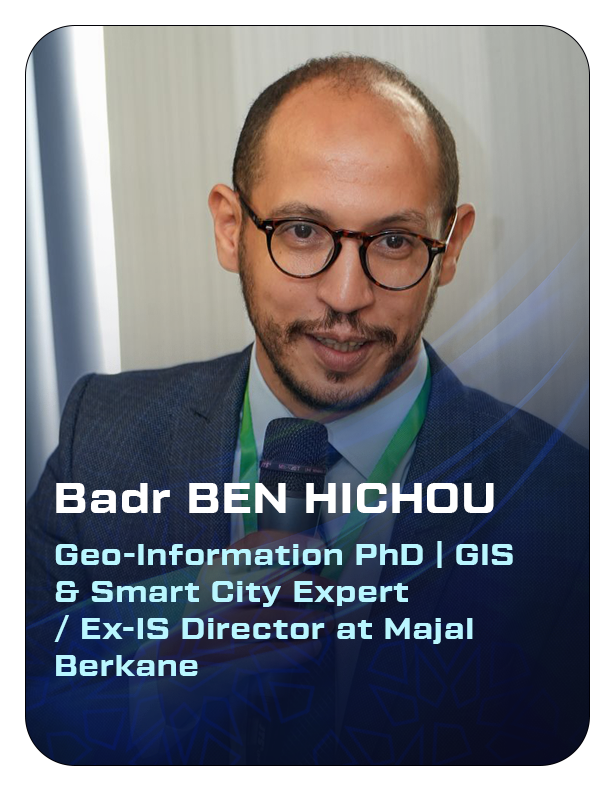 Badr BEN HICHOU
Geo-Information PhD | GIS
& Smart City Expert
/ Ex-IS Director at Majal
Berkane